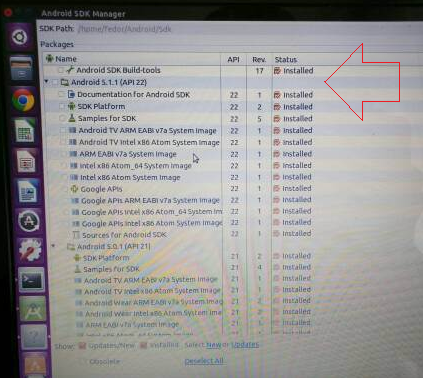 Android SDK Manager
SDK Path: /home/fedor/Android/Sdk
Packages
Name API Rev. Status
Android SDK Build-tools 17 Installed
Android 5.1.1 (API 22)
Documentation for Android SDK 22 1 Installed
SDK Platform 22 2 Installed
Samples for SDK 22 5 Installed
Android TV ARM EABI v7a System Image 22 1 Installed
Android TV Intel x86 Atom System Image 22 1 Installed
ARM EABI v7a System Image 22 1 Installed
Intel x86 Atom_64 System Image 22 1 Installed
Intel x86 Atom System Image 22 1 Installed
Google APIs 22 1 Installed
Google APIs ARM EABI v7a System Image 22 1 Installed
Google APIs Intel x86 Atom_64 System Im 22 1 Installed
Google APIs Intel x86 Atom System Image 22 1 Installed
Sources for Android SDK 22 1 Installed
Android 5.0.1 (API 21)
SDK Platform 21 2 Installed
Samples for SDK 21 4 Installed
Android TV ARM EABI v7a System Image 21 1 Installed
Android TV Intel x86 Atom System Image 21 1 Installed
Android Wear ARM EABI v7a System Imag 21 2 Installed
Android Wear Intel x86 Atom System Imag 21 Installed
ARM EABI v7a System Image 21 Installed
Intel x86 Atom_64 System Image 21 Installed
Show: Updates/New Installed Select New or Updates
Obsolete Deselect All